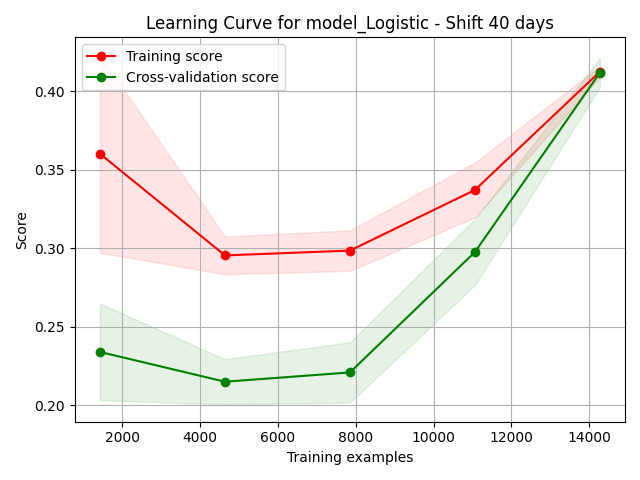 Learning Curve for model_Logistic - Shift 40 days
Training score
Cross-validation score
0.40
0.35
0.30
0.25
0.20
Score
2000 4000 6000 8000 10000 12000 14000
Training examples